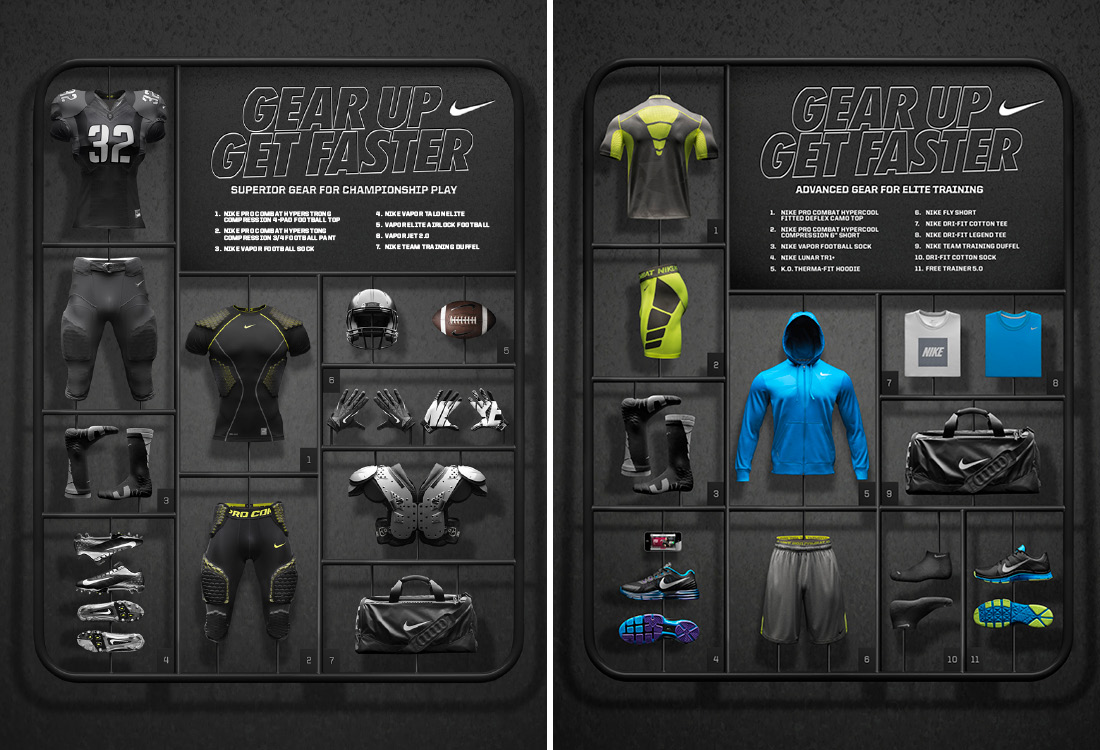 32
32
32
GEAR UP
GET FASTER
SUPERIOR GEAR FOR CHAMPIONSHIP PLAY
1. NIKE PRO COMBAT HYPERSTRONG
COMPRESSION 4-PAD FOOTBALL TOP
2. NIKE PRO COMBAT HYPERSTONG
COMPRESSION 3/4 FOOTBALL PANT
3. NIKE VAPOR FOOTBALL SOCK
4. NIKE VAPOR TALON ELITE
5. VAPOR ELITE AIRLOCK FOOTBALL
6. VAPOR JET 2.0
7. NIKE TEAM TRAINING DUFFEL
5
6
1
3
PRO COM
4
2
7
GEAR UP
GET FASTER
ADVANCED GEAR FOR ELITE TRAINING
1. NIKE PRO COMBAT HYPERCOOL
FITTED DEFLEX CAMO TOP
2. NIKE PRO COMBAT HYPERCOOL
COMPRESSION 6" SHORT
3. NIKE VAPOR FOOTBALL SOCK
4. NIKE LUNAR TR1+
5. K.O. THERMA-FIT HOODIE
6. NIKE FLY SHORT
7. NIKE DRI-FIT COTTON TEE
8. NIKE DRI-FIT LEGEND TEE
9. NIKE TEAM TRAINING DUFFEL
10. DRI-FIT COTTON SOCK
11. FREE TRAINER 5.0
1
BAT NIKE
2
NIKE
7
8
3
5
9
4
6
10
11